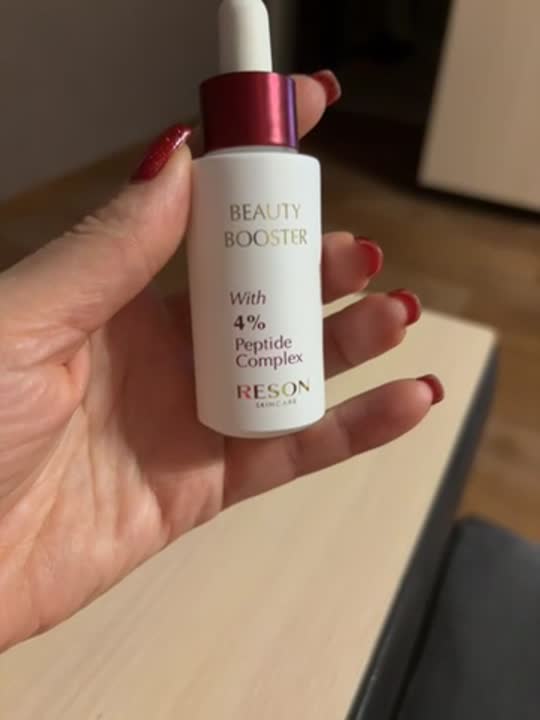 BEAUTY
BOOSTER
With
4%
Peptide
Complex
RESON
SKINCARE